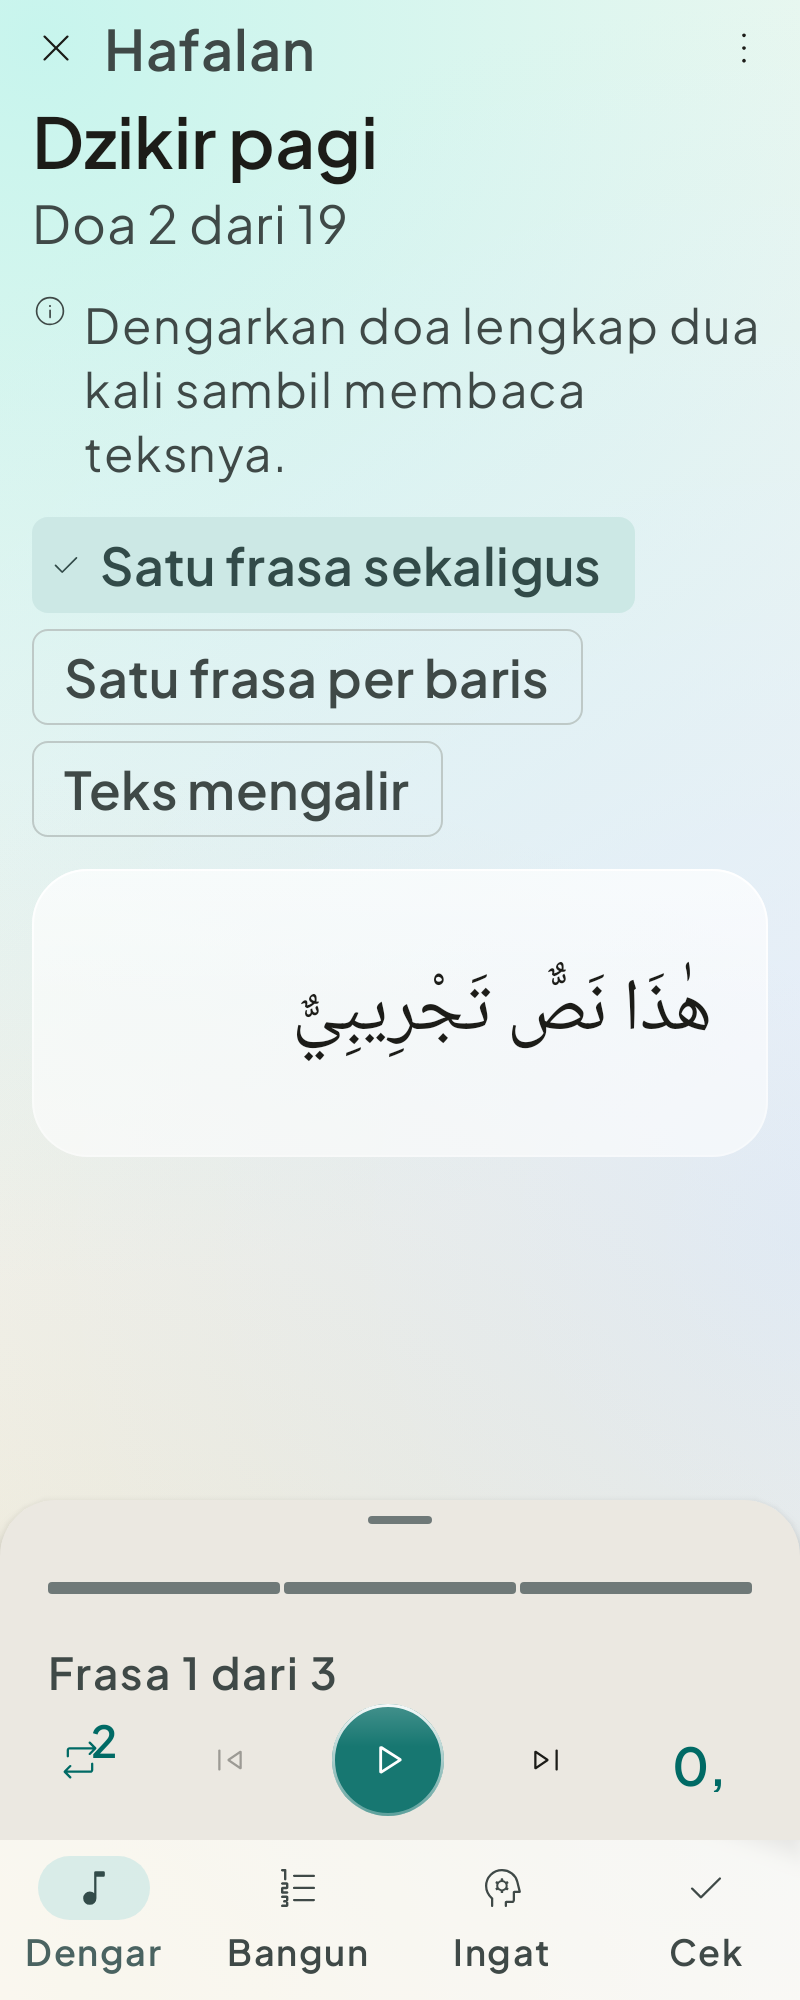 Hafalan
Dzikir pagi
Doa 2 dari 19
Dengarkan doa lengkap dua
kali sambil membaca
teksnya.
Satu frasa sekaligus
Satu frasa per baris
Teks mengalir
هٰذَا نَصٌّ تَجْرِيبِيٌّ
Frasa 1 dari 3
2
0,
Dengar
Bangun
Ingat
Cek